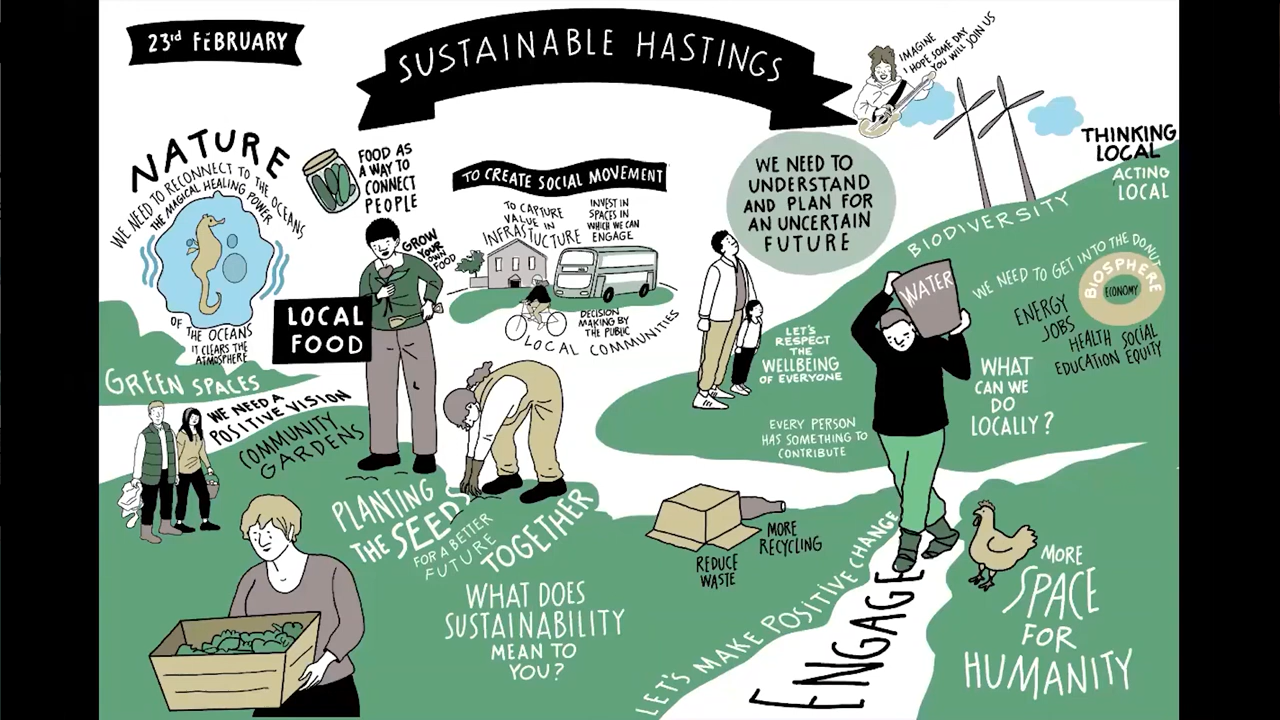 23rd FEBRUARY
SUSTAINABLE HASTINGS
IMAGINE
I HOPE SOME DAY
YOU WILL JOIN US
NATURE
WE NEED TO RECONNECT TO THE OCEANS
THE MAGICAL HEALING POWER
OF THE OCEANS
IT CLEARS THE
ATMOSPHERE
FOOD AS
A WAY TO
CONNECT
PEOPLE
GROW
YOUR
OWN
FOOD
LOCAL
FOOD
TO CREATE SOCIAL MOVEMENT
TO CAPTURE
VALUE IN
INFRASTUCTURE
INVEST IN
SPACES IN
WHICH WE CAN
ENGAGE
DECISION
MAKING BY
THE PUBLIC
LOCAL COMMUNITIES
WE NEED TO
UNDERSTAND
AND PLAN FOR
AN UNCERTAIN
FUTURE
THINKING
LOCAL
ACTING
LOCAL
BIODIVERSITY
WE NEED TO GET INTO THE DONUT
BIOSPHERE
ECONOMY
ENERGY
JOBS
HEALTH SOCIAL
EDUCATION EQUITY
WATER
WHAT
CAN WE
DO
LOCALLY?
LET'S
RESPECT
THE
WELLBEING
OF EVERYONE
EVERY PERSON
HAS SOMETHING TO
CONTRIBUTE
GREEN SPACES
WE NEED A
POSITIVE VISION
COMMUNITY
GARDENS
PLANTING
THE SEEDS
FOR A BETTER
FUTURE
TOGETHER
WHAT DOES
SUSTAINABILITY
MEAN TO
YOU?
REDUCE
WASTE
MORE
RECYCLING
LET'S MAKE POSITIVE CHANGE
ENGAGE
MORE
SPACE
FOR
HUMANITY